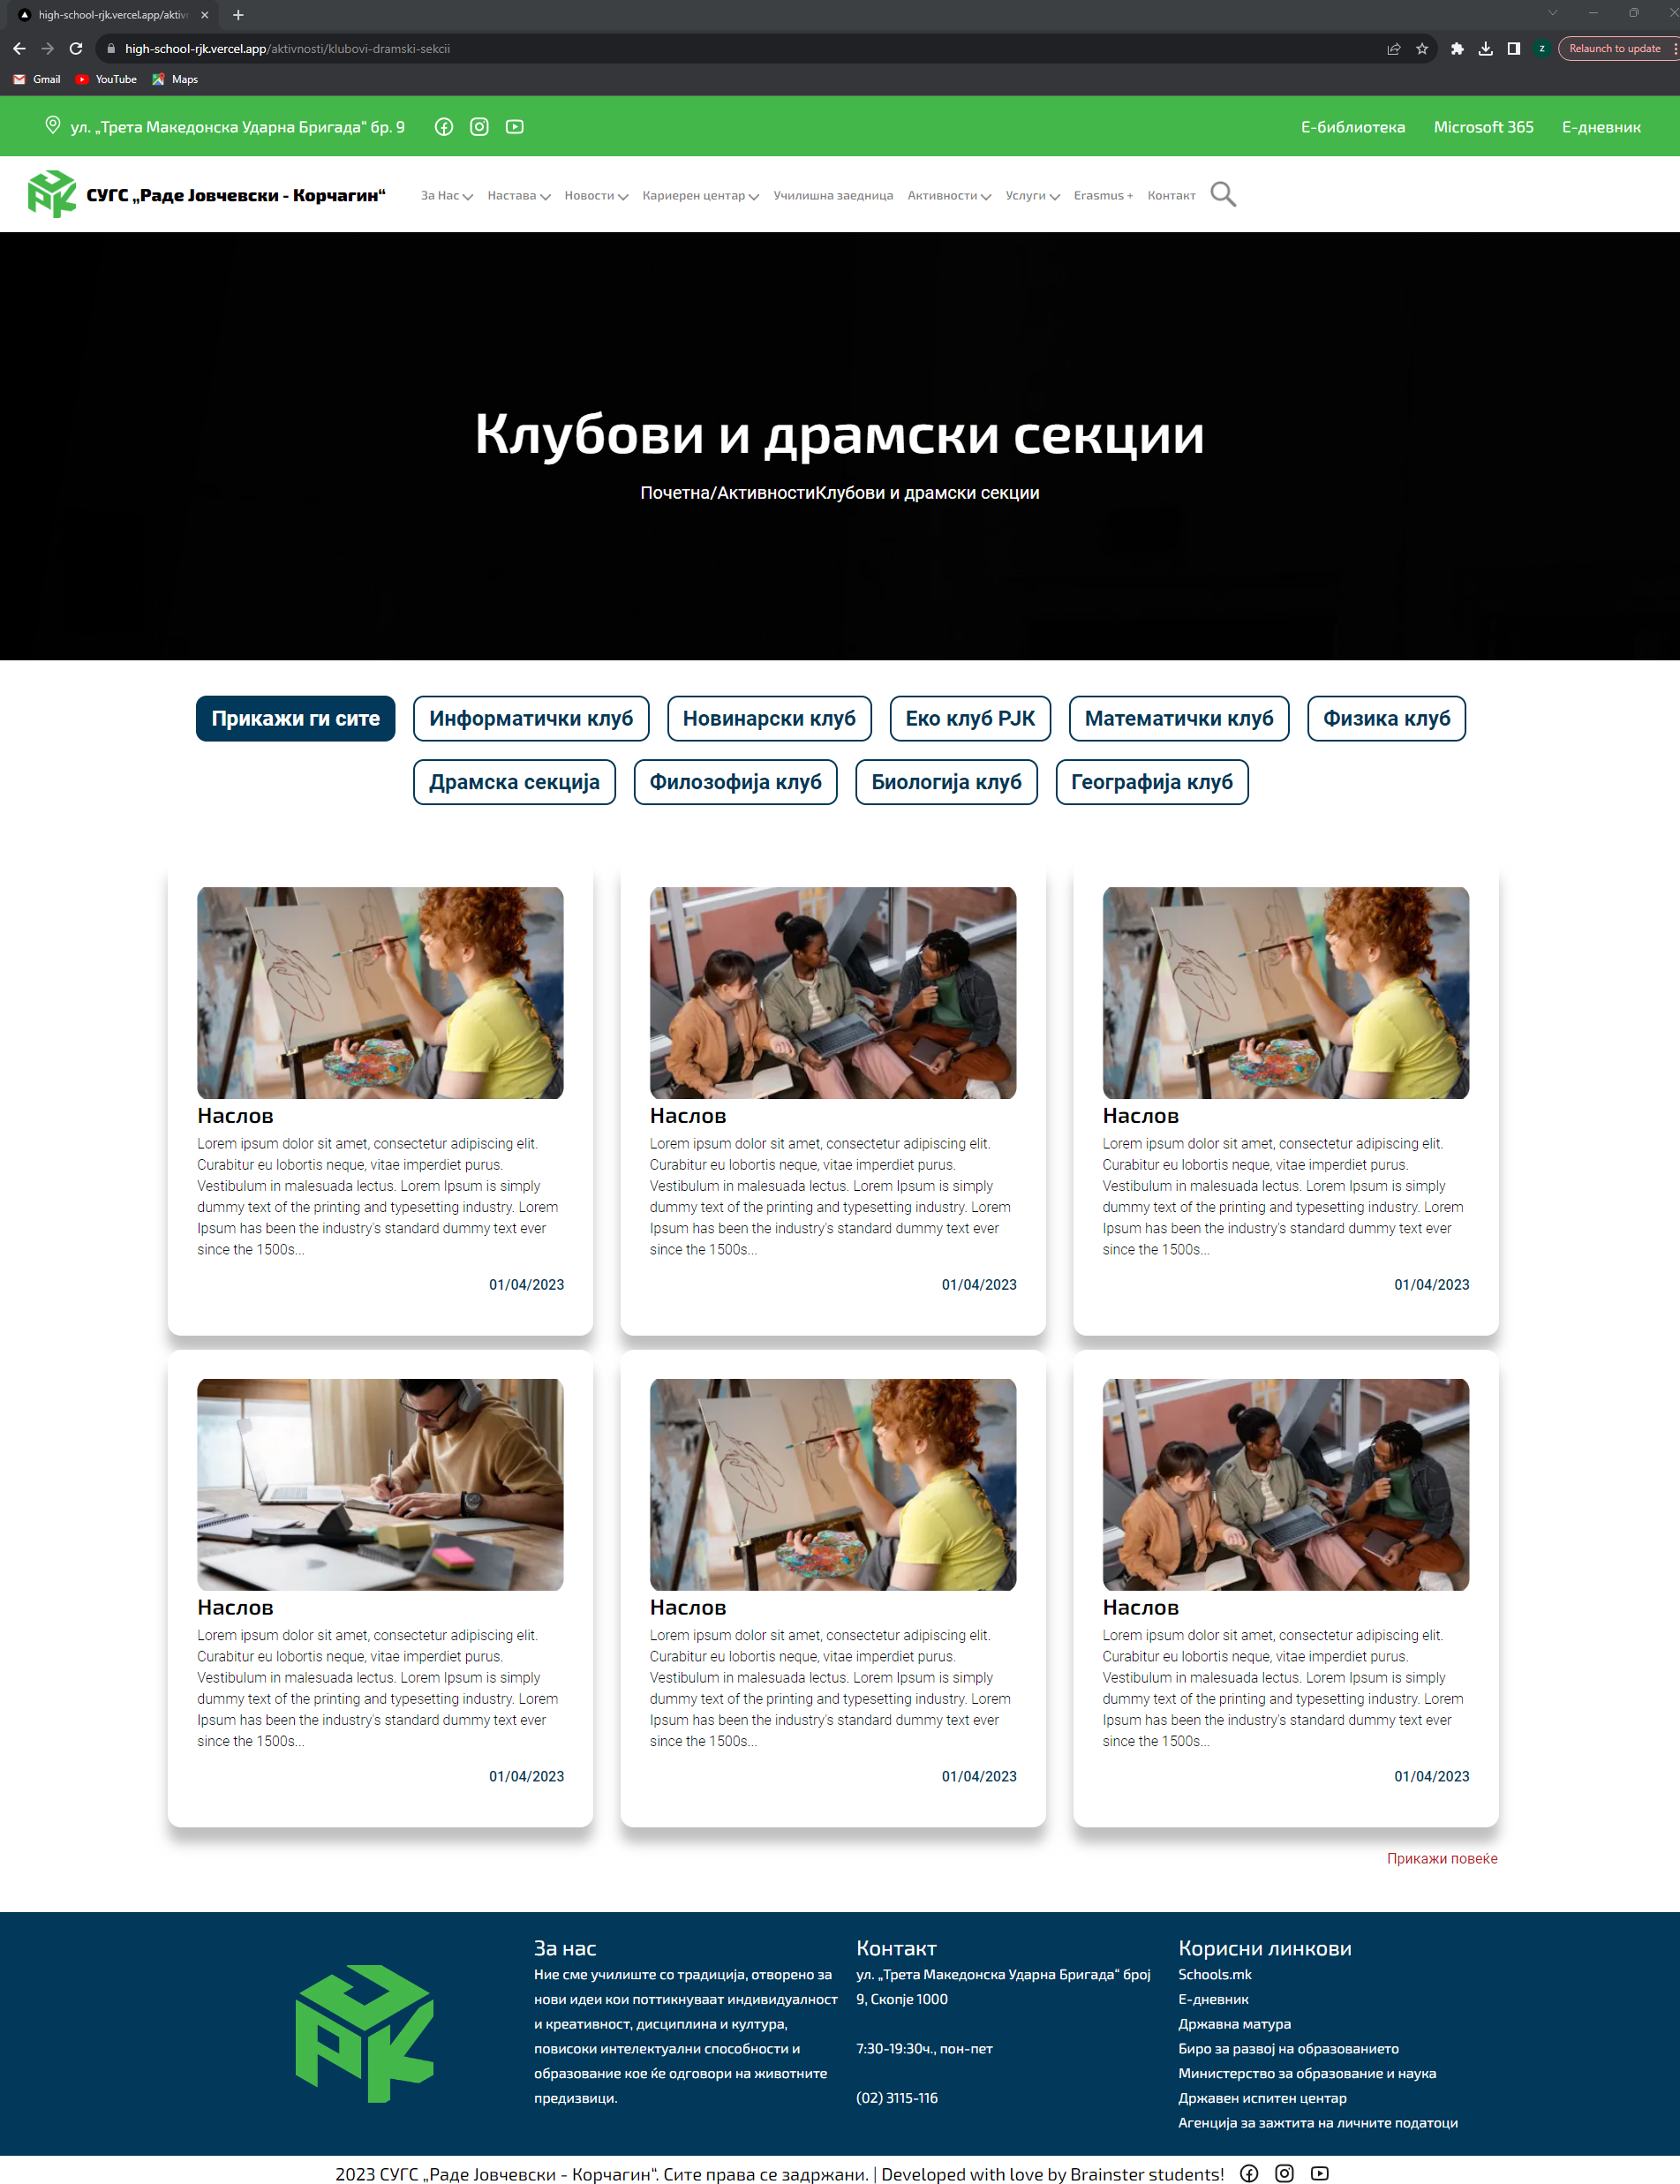 high-school-rjk.vercel.app/aktiv
high-school-rjk.vercel.app/aktivnosti/klubovi-dramski-sekcii
z
Relaunch to update
Gmail YouTube Maps
ул. „Трета Македонска Ударна Бригада“ бр. 9
Е-библиотека Microsoft 365 Е-дневник
СУГС „Раде Јовчевски - Корчагин“
За Нас Настава Новости Кариерен центар Училишна заедница Активности Услуги Erasmus + Контакт
Клубови и драмски секции
Почетна/АктивностиКлубови и драмски секции
Прикажи ги сите Информатички клуб Новинарски клуб Еко клуб РЈК Математички клуб Физика клуб
Драмска секција Филозофија клуб Биологија клуб Географија клуб
Наслов
Lorem ipsum dolor sit amet, consectetur adipiscing elit.
Curabitur eu lobortis neque, vitae imperdiet purus.
Vestibulum in malesuada lectus. Lorem Ipsum is simply
dummy text of the printing and typesetting industry. Lorem
Ipsum has been the industry's standard dummy text ever
since the 1500s...
01/04/2023
Наслов
Lorem ipsum dolor sit amet, consectetur adipiscing elit.
Curabitur eu lobortis neque, vitae imperdiet purus.
Vestibulum in malesuada lectus. Lorem Ipsum is simply
dummy text of the printing and typesetting industry. Lorem
Ipsum has been the industry's standard dummy text ever
since the 1500s...
01/04/2023
Наслов
Lorem ipsum dolor sit amet, consectetur adipiscing elit.
Curabitur eu lobortis neque, vitae imperdiet purus.
Vestibulum in malesuada lectus. Lorem Ipsum is simply
dummy text of the printing and typesetting industry. Lorem
Ipsum has been the industry's standard dummy text ever
since the 1500s...
01/04/2023
Наслов
Lorem ipsum dolor sit amet, consectetur adipiscing elit.
Curabitur eu lobortis neque, vitae imperdiet purus.
Vestibulum in malesuada lectus. Lorem Ipsum is simply
dummy text of the printing and typesetting industry. Lorem
Ipsum has been the industry's standard dummy text ever
since the 1500s...
01/04/2023
Наслов
Lorem ipsum dolor sit amet, consectetur adipiscing elit.
Curabitur eu lobortis neque, vitae imperdiet purus.
Vestibulum in malesuada lectus. Lorem Ipsum is simply
dummy text of the printing and typesetting industry. Lorem
Ipsum has been the industry's standard dummy text ever
since the 1500s...
01/04/2023
Наслов
Lorem ipsum dolor sit amet, consectetur adipiscing elit.
Curabitur eu lobortis neque, vitae imperdiet purus.
Vestibulum in malesuada lectus. Lorem Ipsum is simply
dummy text of the printing and typesetting industry. Lorem
Ipsum has been the industry's standard dummy text ever
since the 1500s...
01/04/2023
Прикажи повеќе
За нас
Ние сме училиште со традиција, отворено за
нови идеи кои поттикнуваат индивидуалност
и креативност, дисциплина и култура,
повисоки интелектуални способности и
образование кое ќе одговори на животните
предизвици.
Контакт
ул. „Трета Македонска Ударна Бригада“ број
9, Скопје 1000
7:30-19:30ч., пон-пет
(02) 3115-116
Корисни линкови
Schools.mk
Е-дневник
Државна матура
Биро за развој на образованието
Министерство за образование и наука
Државен испитен центар
Агенција за зажтита на личните податоци
2023 СУГС „Раде Јовчевски - Корчагин“. Сите права се задржани. | Developed with love by Brainster students!